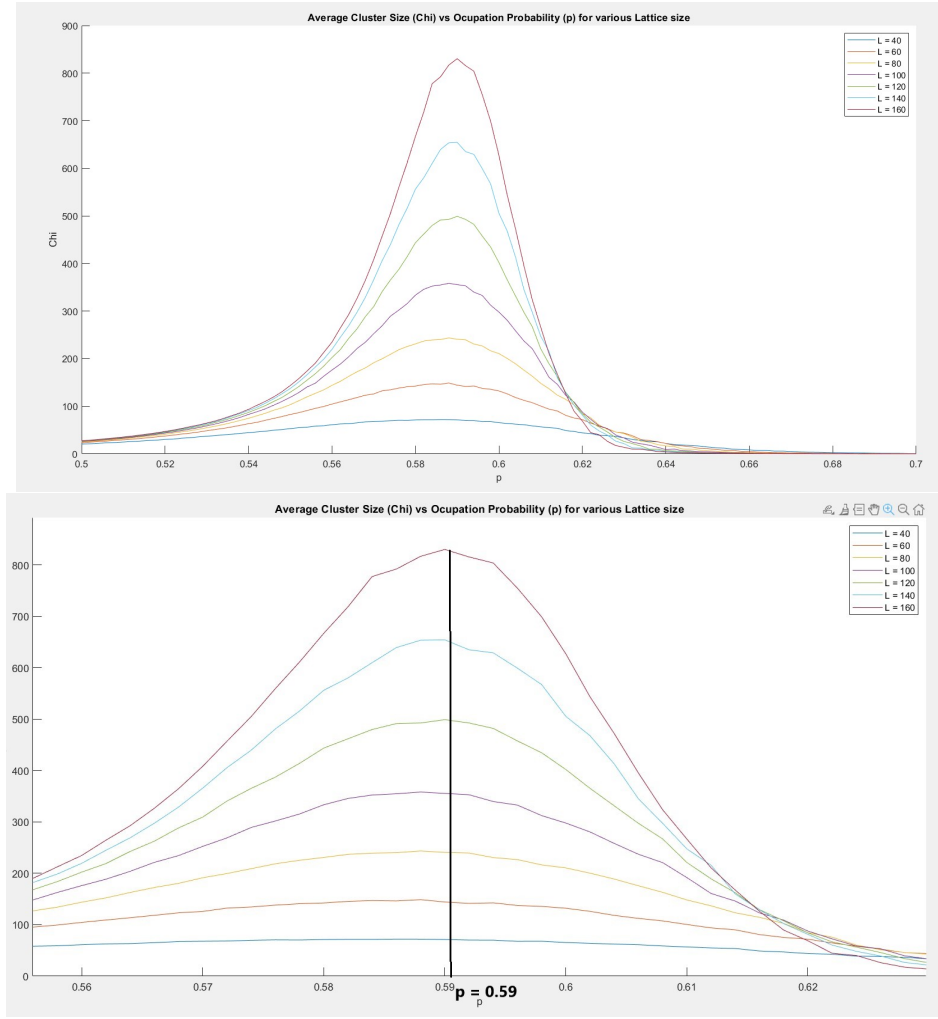 Average Cluster Size (Chi) vs Ocupation Probability (p) for various Lattice size
900
800
700
600
500
400
300
200
100
0
Chi
0.5
0.52
0.54
0.56
0.58
0.6
0.62
0.64
0.66
0.68
0.7
p
L = 40
L = 60
L = 80
L = 100
L = 120
L = 140
L = 160
Average Cluster Size (Chi) vs Ocupation Probability (p) for various Lattice size
800
700
600
500
400
300
200
100
0
0.56
0.57
0.58
0.59
0.6
0.61
0.62
p = 0.59
p
L = 40
L = 60
L = 80
L = 100
L = 120
L = 140
L = 160